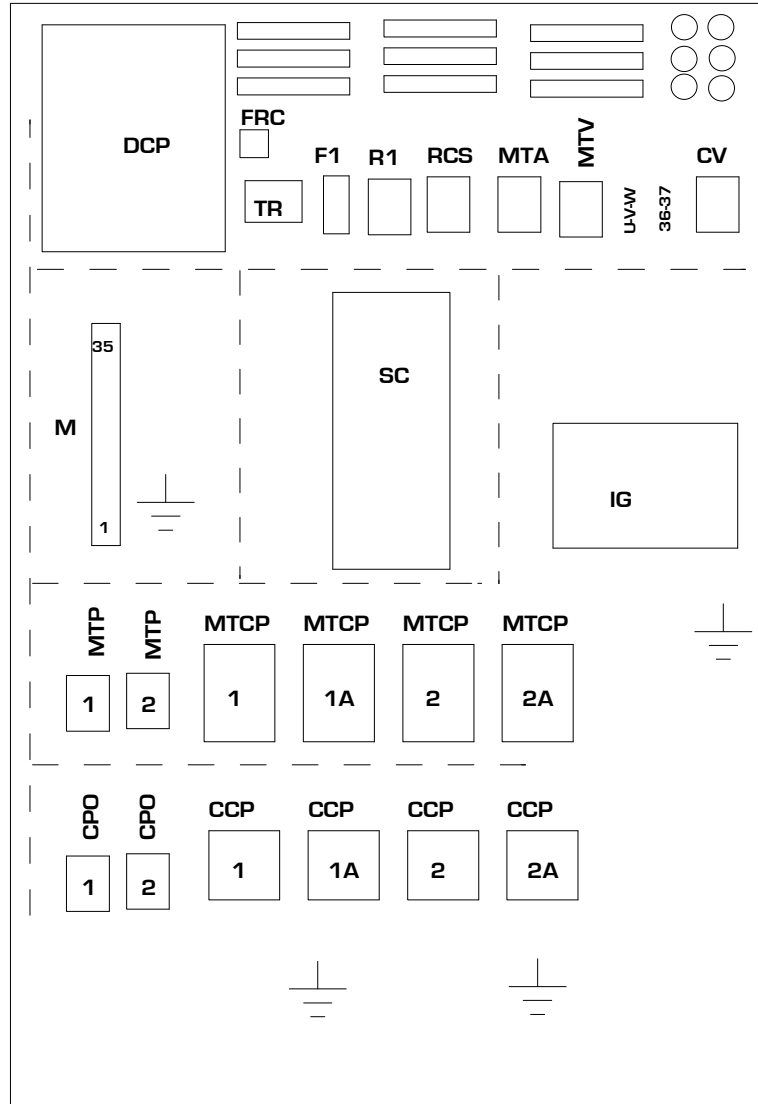 DCP
FRC
TR
F1
R1
RCS
MTA
MTV
U-V-W
36-37
CV
M
35
1
SC
IG
MTP
MTP
MTCP
MTCP
MTCP
MTCP
1
2
1
1A
2
2A
CPO
CPO
CCP
CCP
CCP
CCP
1
2
1
1A
2
2A